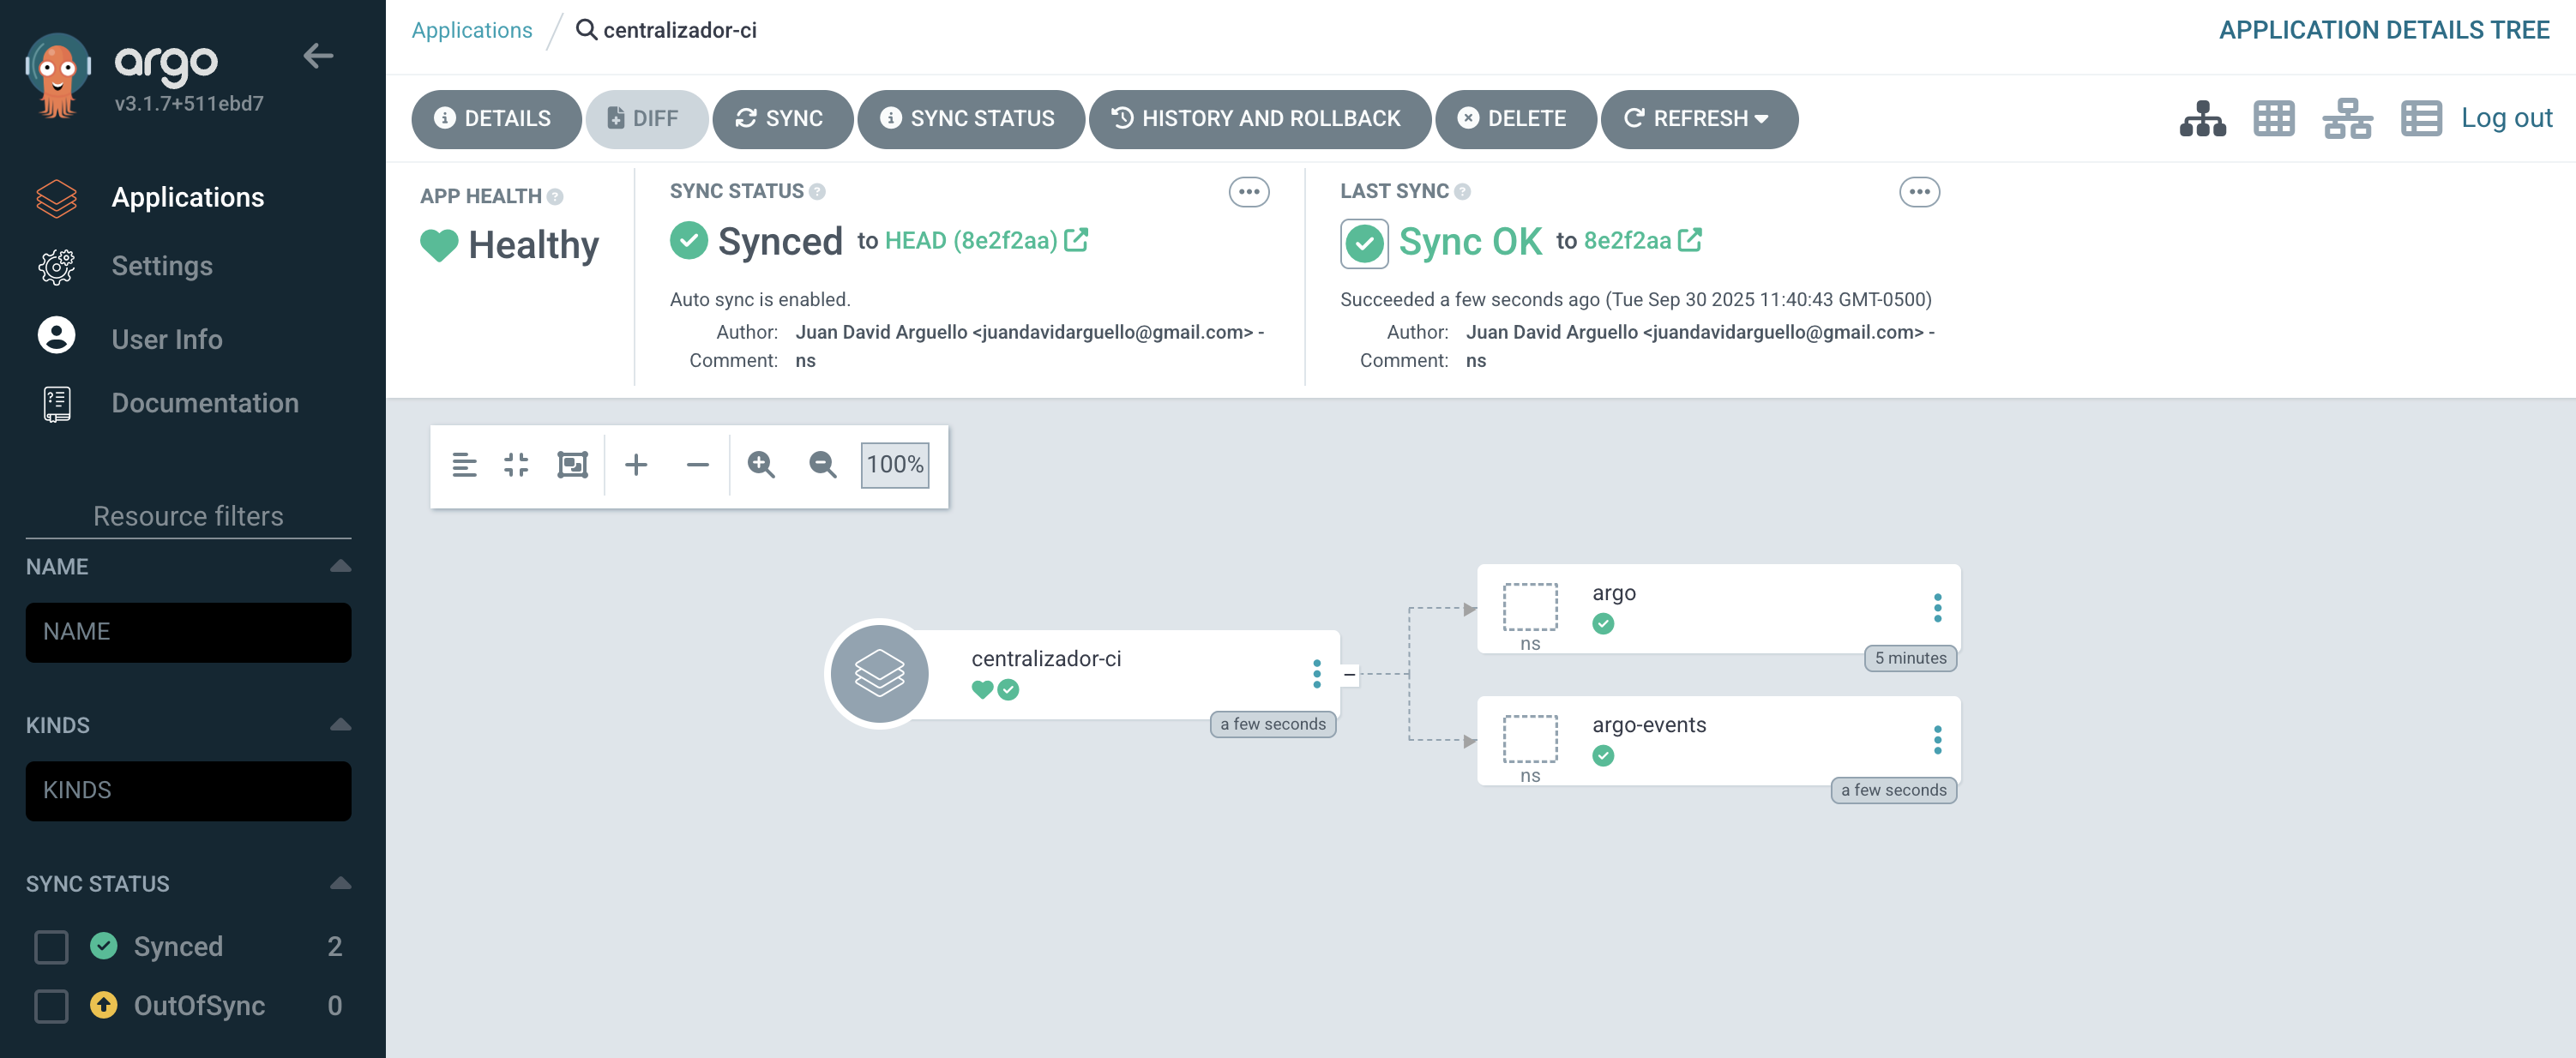 argo
v3.1.7+511ebd7
Applications
Settings
User Info
Documentation
Resource filters
NAME
NAME
KINDS
KINDS
SYNC STATUS
Synced 2
OutOfSync 0
Applications / centralizador-ci
APPLICATION DETAILS TREE
DETAILS DIFF SYNC SYNC STATUS HISTORY AND ROLLBACK DELETE REFRESH Log out
APP HEALTH
Healthy
SYNC STATUS
Synced to HEAD (8e2f2aa)
Auto sync is enabled.
Author: Juan David Arguello <juandavidarguello@gmail.com> -
Comment: ns
LAST SYNC
Sync OK to 8e2f2aa
Succeeded a few seconds ago (Tue Sep 30 2025 11:40:43 GMT-0500)
Author: Juan David Arguello <juandavidarguello@gmail.com> -
Comment: ns
100%
centralizador-ci
a few seconds
argo
ns
5 minutes
argo-events
ns
a few seconds